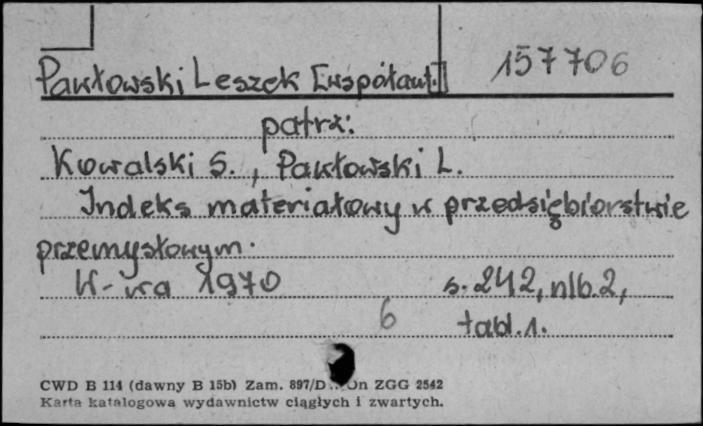 Pawłowski Leszek [współaut.] 157706
patrz:
Kowalski S., Pawłowski L.
Indeks materiałowy w przedsiębiorstwie
przemysłowym.
W-wa 1970 s. 242, nlb. 2,
6 tabl. 1.
CWD B 114 (dawny B 15b) Zam. 897/D ZGG 2542
Karta katalogowa wydawnictw ciągłych i zwartych.